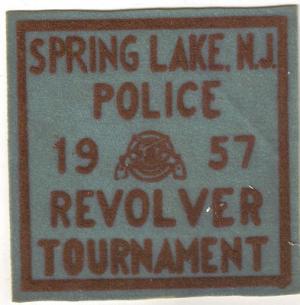 SPRING LAKE, N.J.
POLICE
19 57
REVOLVER
TOURNAMENT